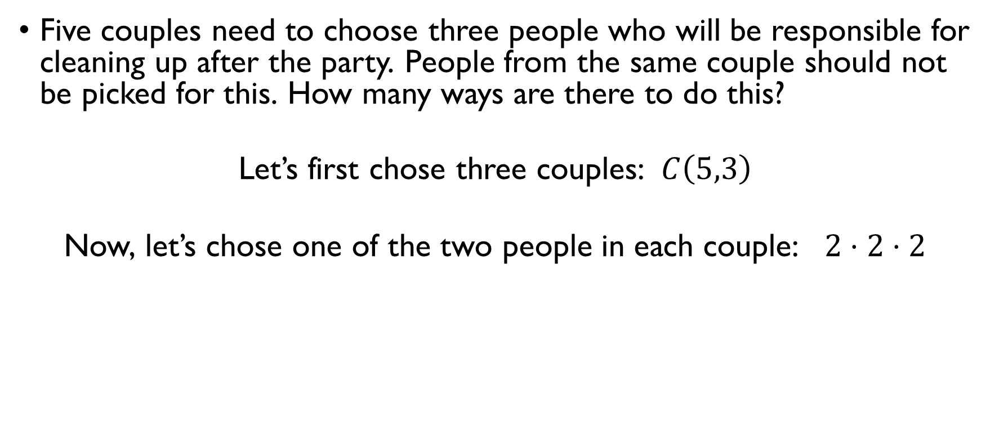 • Five couples need to choose three people who will be responsible for
cleaning up after the party. People from the same couple should not
be picked for this. How many ways are there to do this?
Let’s first chose three couples: C(5,3)
Now, let’s chose one of the two people in each couple: 2 · 2 · 2